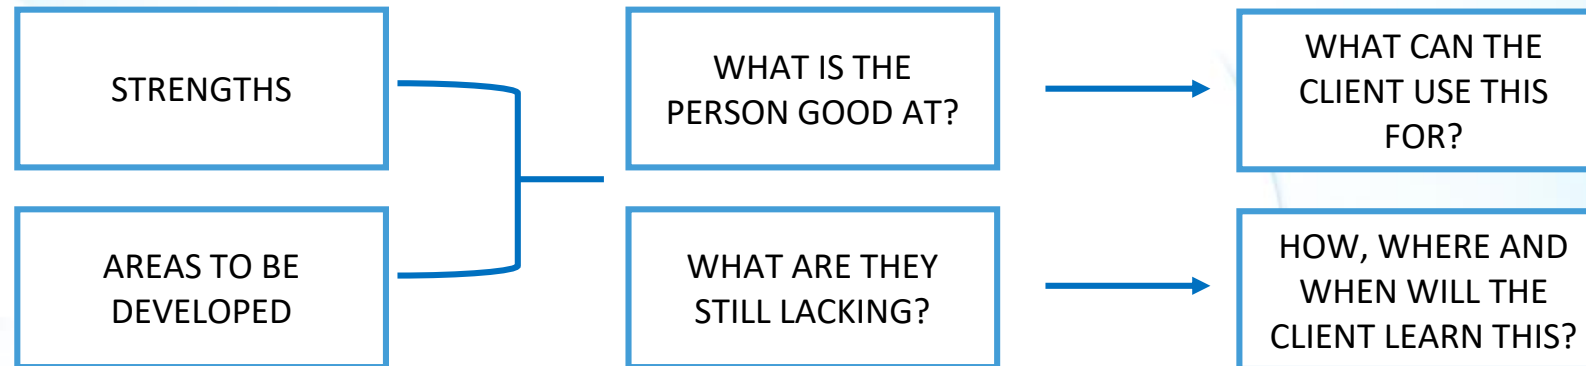 STRENGTHS
WHAT IS THE
PERSON GOOD AT?
WHAT CAN THE
CLIENT USE THIS
FOR?
AREAS TO BE
DEVELOPED
WHAT ARE THEY
STILL LACKING?
HOW, WHERE AND
WHEN WILL THE
CLIENT LEARN THIS?